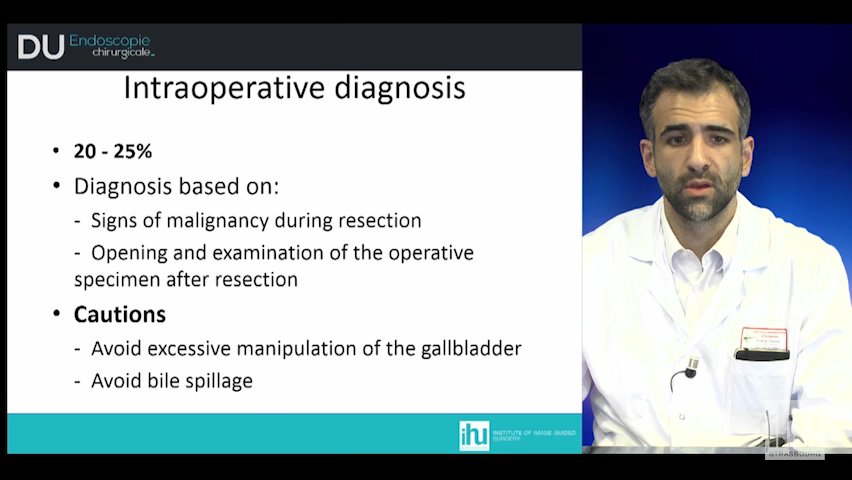 DU Endoscopie
chirurgicale
Intraoperative diagnosis
• 20 - 25%
• Diagnosis based on:
- Signs of malignancy during resection
- Opening and examination of the operative
specimen after resection
• Cautions
- Avoid excessive manipulation of the gallbladder
- Avoid bile spillage
ihu INSTITUTE OF IMAGE GUIDED
SURGERY
STRASBOURG